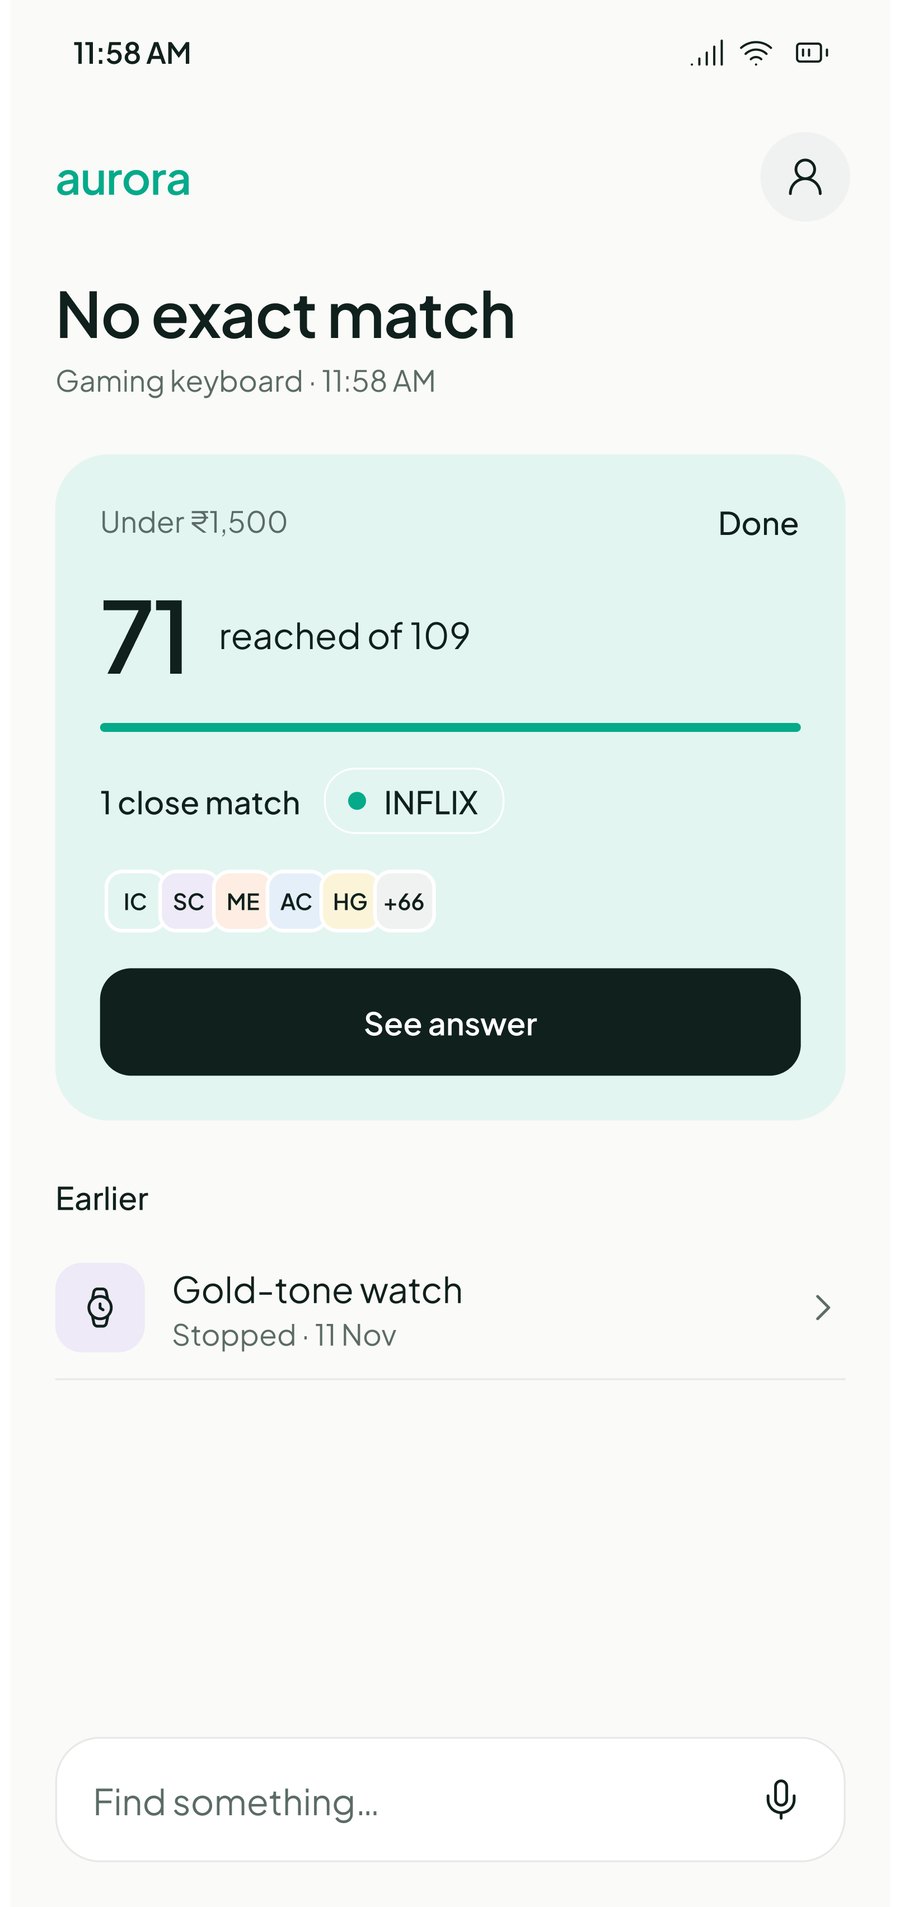 11:58 AM
aurora
No exact match
Gaming keyboard · 11:58 AM
Under ₹1,500
Done
71 reached of 109
1 close match
INFLIX
IC SC ME AC HG +66
See answer
Earlier
Gold-tone watch
Stopped · 11 Nov
Find something...